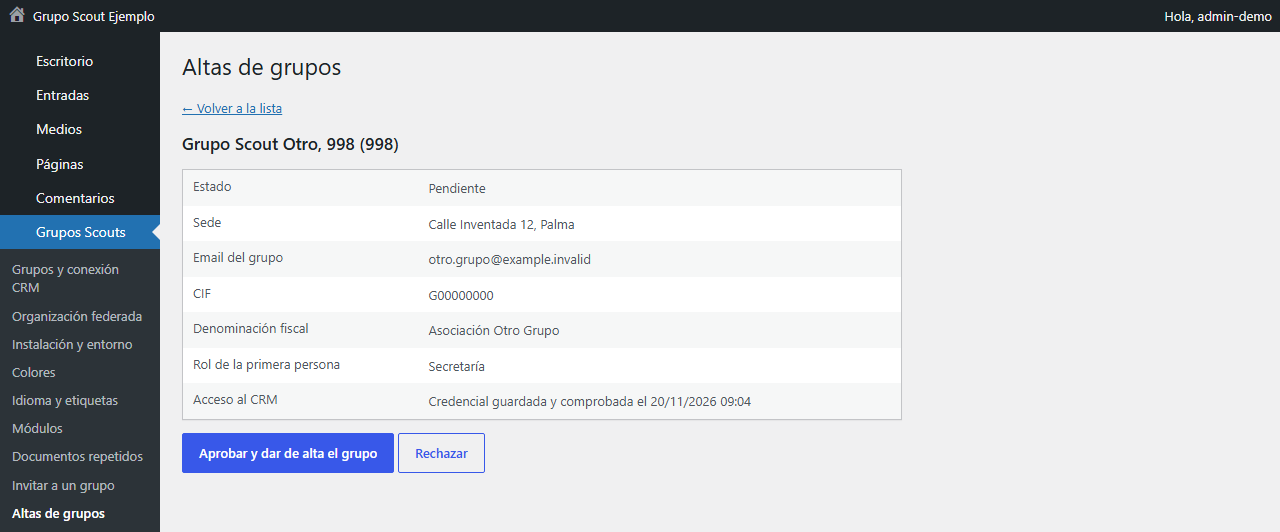 Grupo Scout Ejemplo
Hola, admin-demo
Escritorio
Entradas
Medios
Páginas
Comentarios
Grupos Scouts
Grupos y conexión
CRM
Organización federada
Instalación y entorno
Colores
Idioma y etiquetas
Módulos
Documentos repetidos
Invitar a un grupo
Altas de grupos
Altas de grupos
← Volver a la lista
Grupo Scout Otro, 998 (998)
Estado Pendiente
Sede Calle Inventada 12, Palma
Email del grupo otro.grupo@example.invalid
CIF G00000000
Denominación fiscal Asociación Otro Grupo
Rol de la primera persona Secretaría
Acceso al CRM Credencial guardada y comprobada el 20/11/2026 09:04
Aprobar y dar de alta el grupo Rechazar